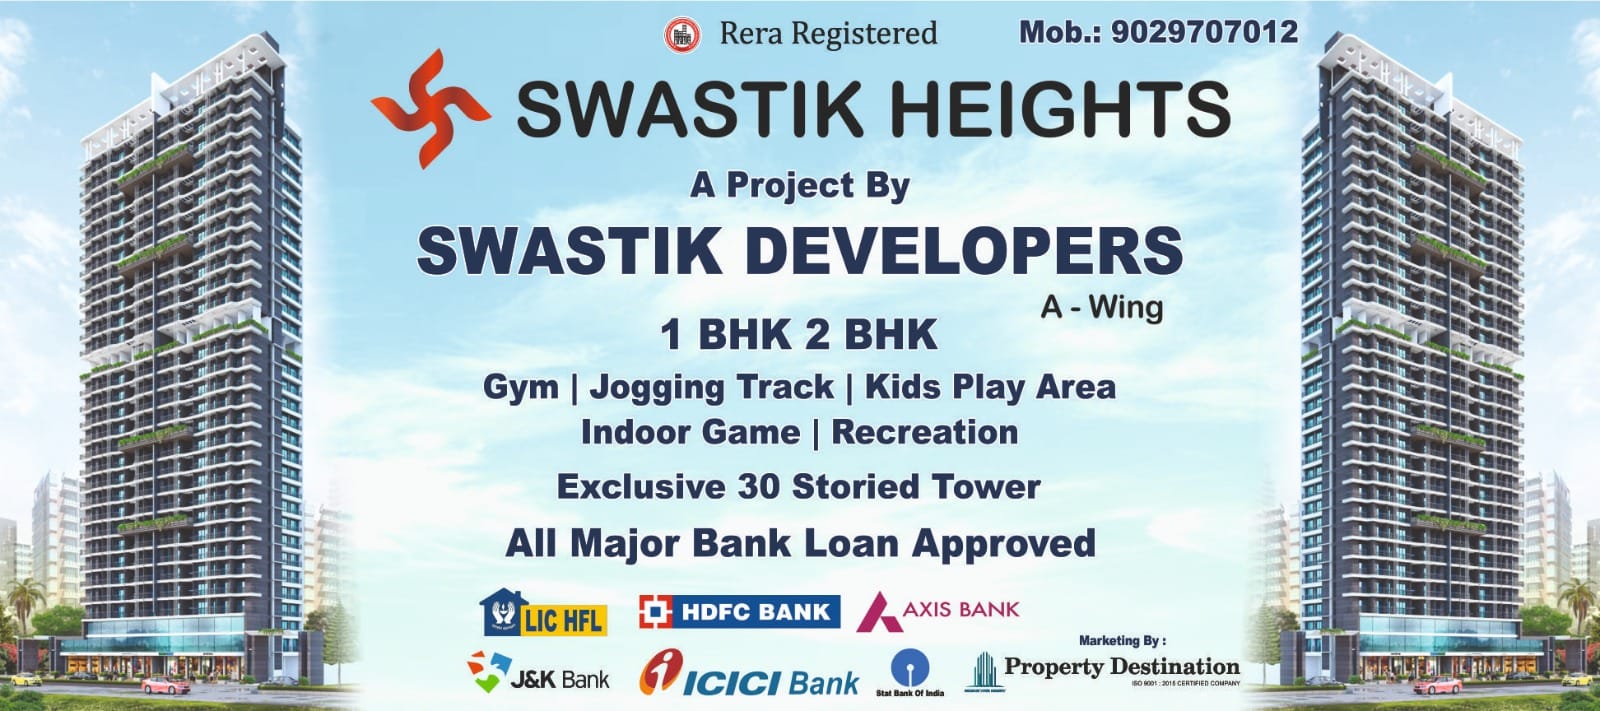 Rera Registered
Mob.: 9029707012
SWASTIK HEIGHTS
A Project By
SWASTIK DEVELOPERS
A - Wing
1 BHK 2 BHK
Gym | Jogging Track | Kids Play Area
Indoor Game | Recreation
Exclusive 30 Storied Tower
All Major Bank Loan Approved
LIC HFL
HDFC BANK
AXIS BANK
J&K Bank
ICICI Bank
Stat Bank Of India
Marketing By :
Property Destination
ISO 9001 : 2015 CERTIFIED COMPANY